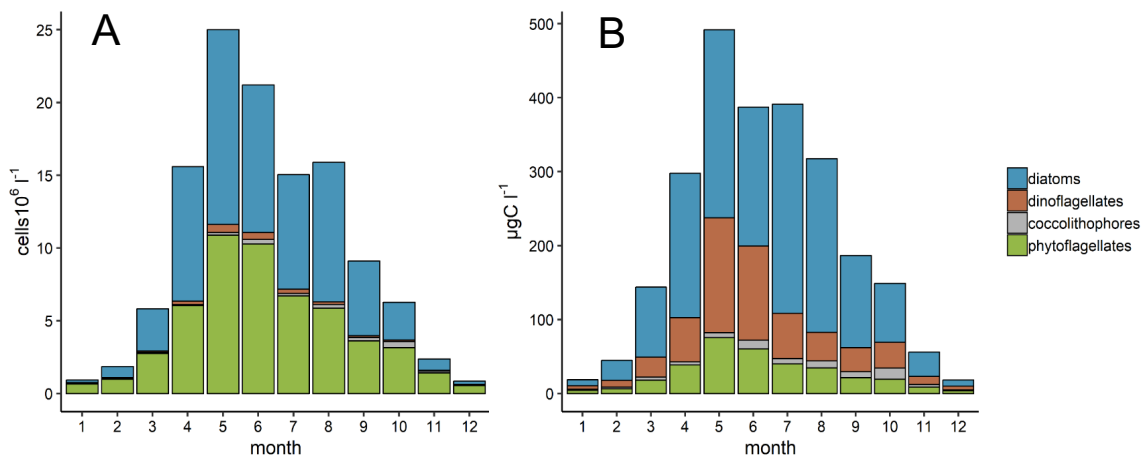 A
25
20
15
10
5
0
cells10⁶ l⁻¹
1 2 3 4 5 6 7 8 9 10 11 12
month
B
500
400
300
200
100
0
µgC l⁻¹
1 2 3 4 5 6 7 8 9 10 11 12
month
diatoms
dinoflagellates
coccolithophores
phytoflagellates